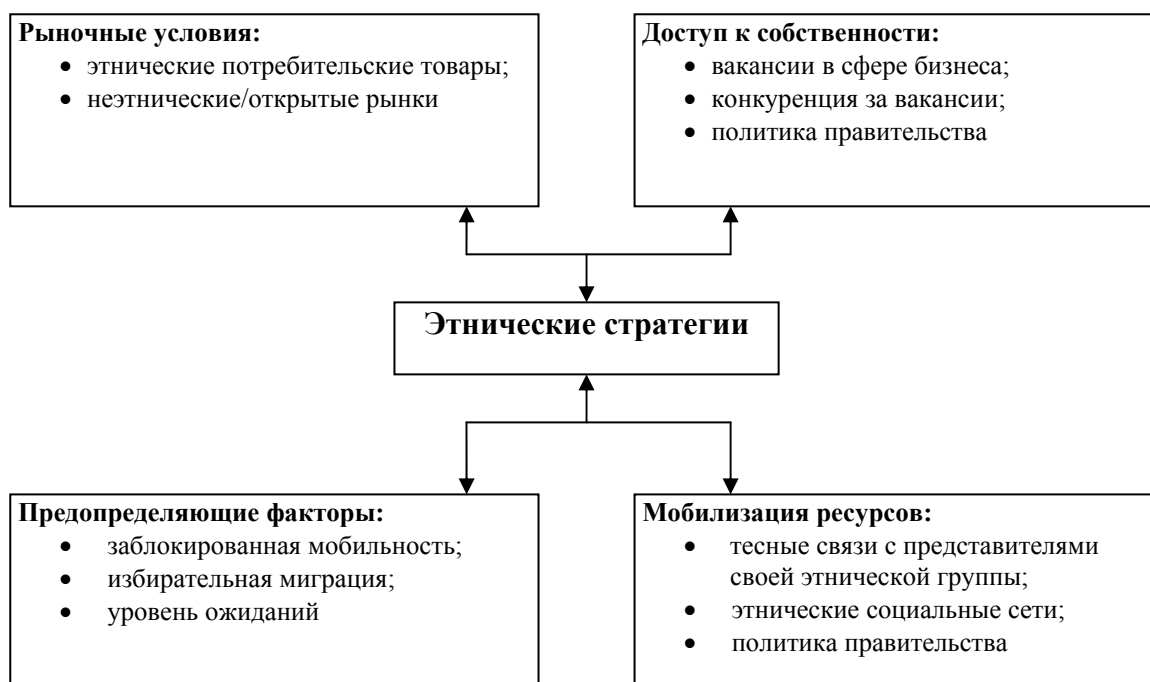 Рыночные условия:
• этнические потребительские товары;
• неэтнические/открытые рынки
Доступ к собственности:
• вакансии в сфере бизнеса;
• конкуренция за вакансии;
• политика правительства
Этнические стратегии
Предопределяющие факторы:
• заблокированная мобильность;
• избирательная миграция;
• уровень ожиданий
Мобилизация ресурсов:
• тесные связи с представителями
своей этнической группы;
• этнические социальные сети;
• политика правительства